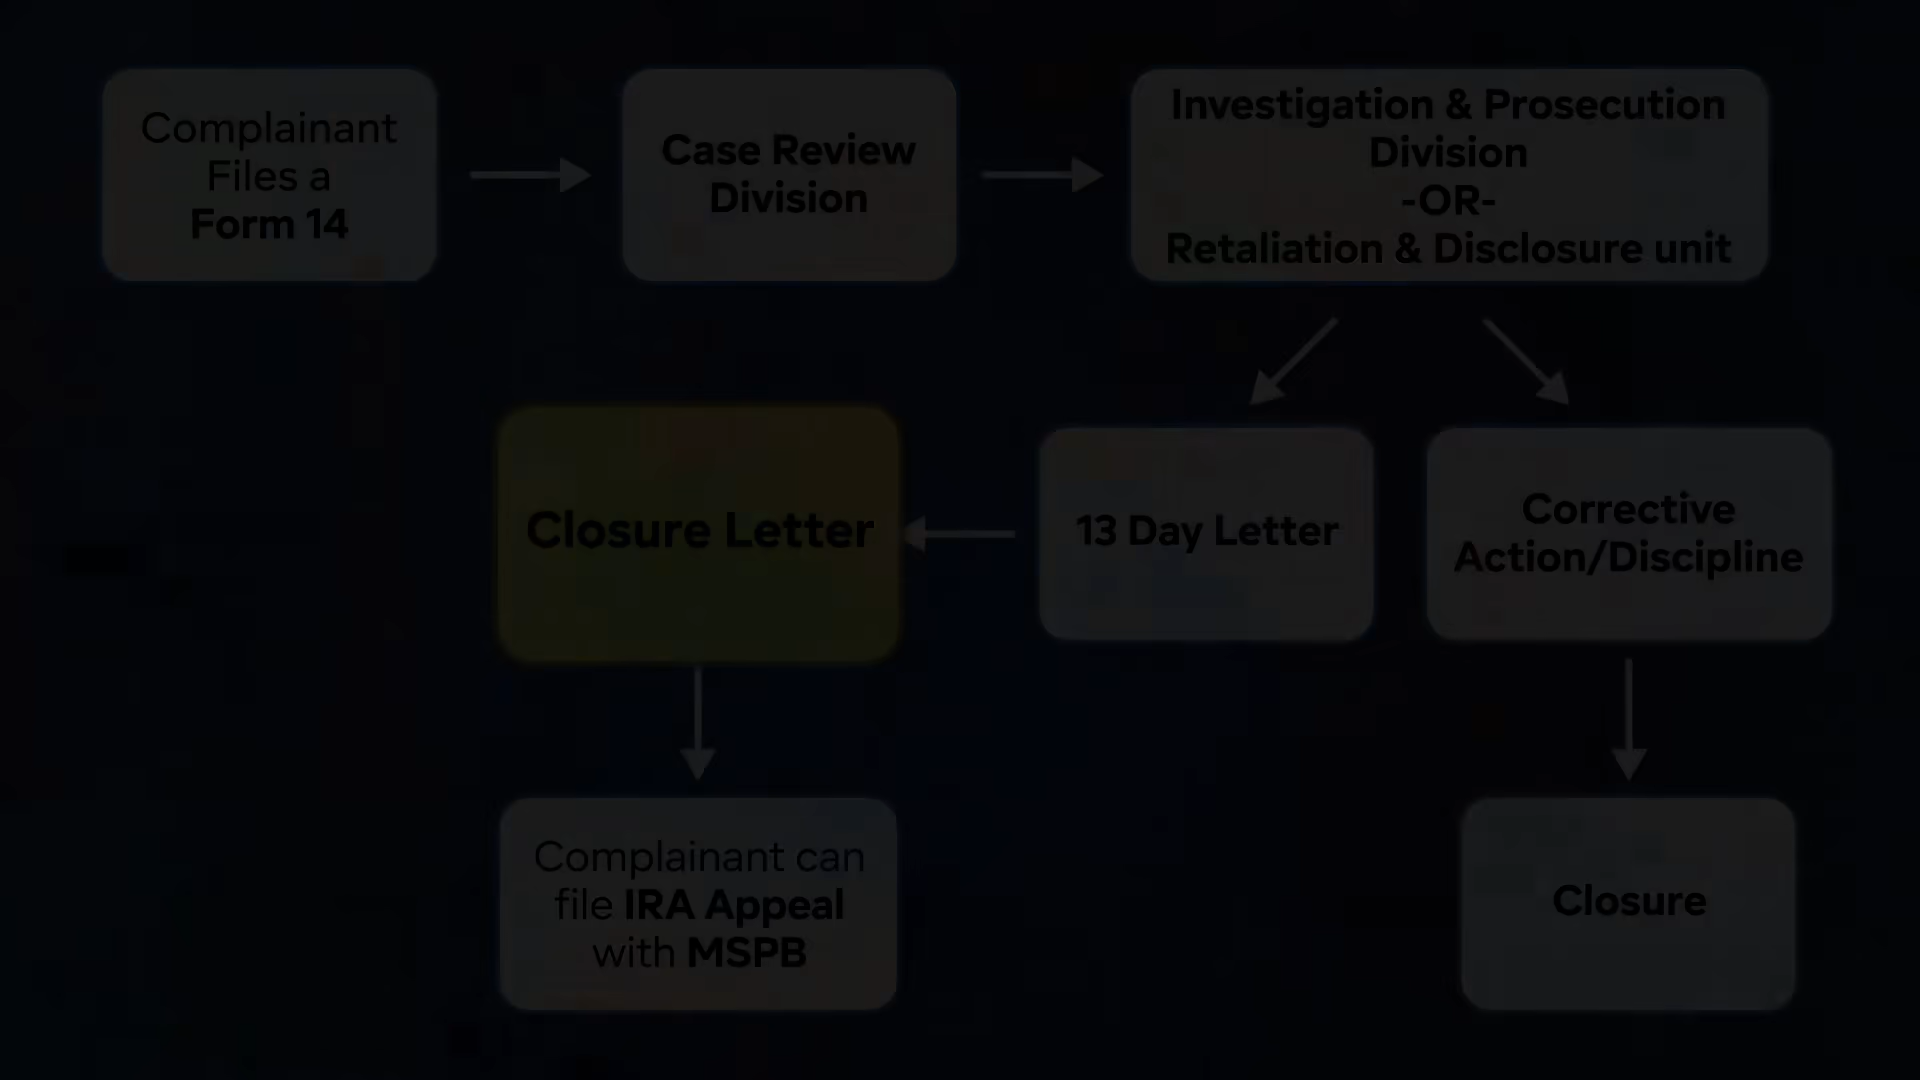 Complainant
Files a
Form 14
Case Review
Division
Investigation & Prosecution
Division
-OR-
Retaliation & Disclosure unit
Closure Letter
13 Day Letter
Corrective
Action/Discipline
Complainant can
file IRA Appeal
with MSPB
Closure